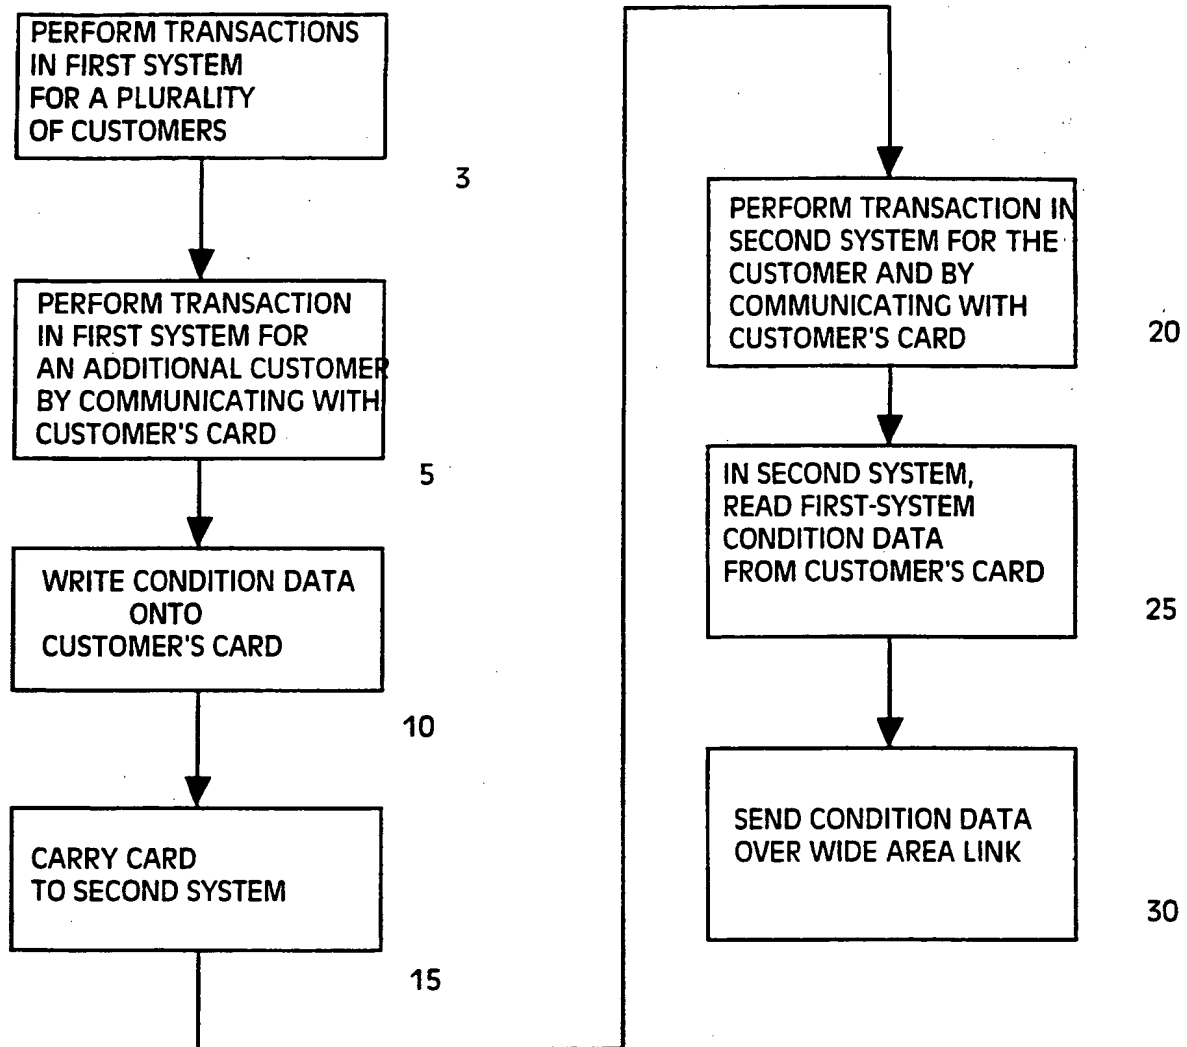 PERFORM TRANSACTIONS
IN FIRST SYSTEM
FOR A PLURALITY
OF CUSTOMERS
3
PERFORM TRANSACTION
IN FIRST SYSTEM FOR
AN ADDITIONAL CUSTOMER
BY COMMUNICATING WITH
CUSTOMER'S CARD
5
WRITE CONDITION DATA
ONTO
CUSTOMER'S CARD
10
CARRY CARD
TO SECOND SYSTEM
15
PERFORM TRANSACTION IN
SECOND SYSTEM FOR THE
CUSTOMER AND BY
COMMUNICATING WITH
CUSTOMER'S CARD
20
IN SECOND SYSTEM,
READ FIRST-SYSTEM
CONDITION DATA
FROM CUSTOMER'S CARD
25
SEND CONDITION DATA
OVER WIDE AREA LINK
30